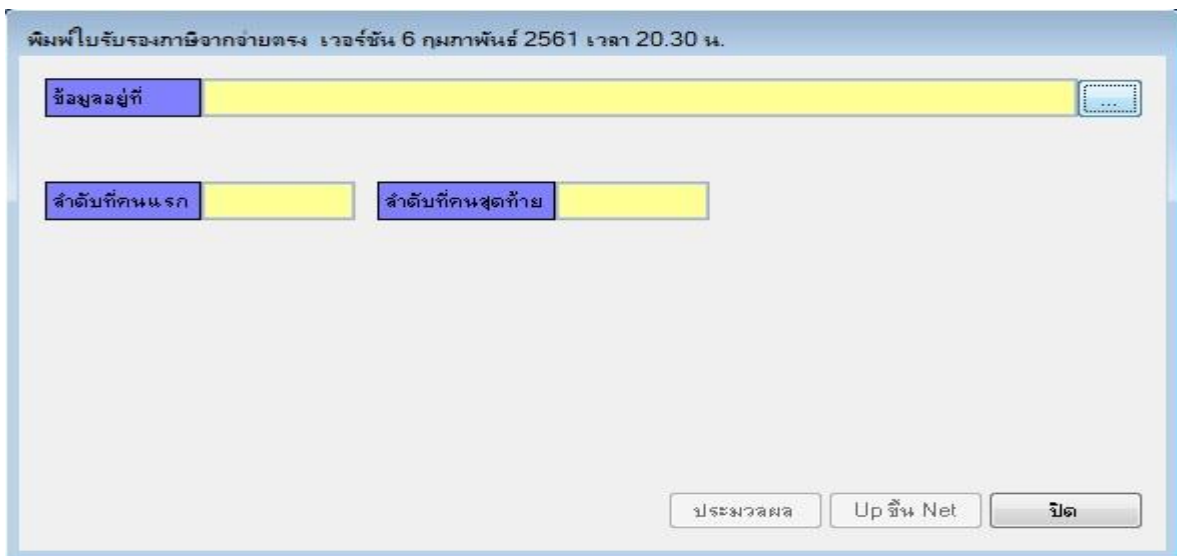 พิมพ์ใบรับรองภาษีจากจ่ายตรง เวอร์ชัน 6 กุมภาพันธ์ 2561 เวลา 20.30 น.
ข้อมูลอยู่ที่ ...
ลำดับที่คนแรก ลำดับที่คนสุดท้าย
ประมวลผล Up ขึ้น Net ปิด